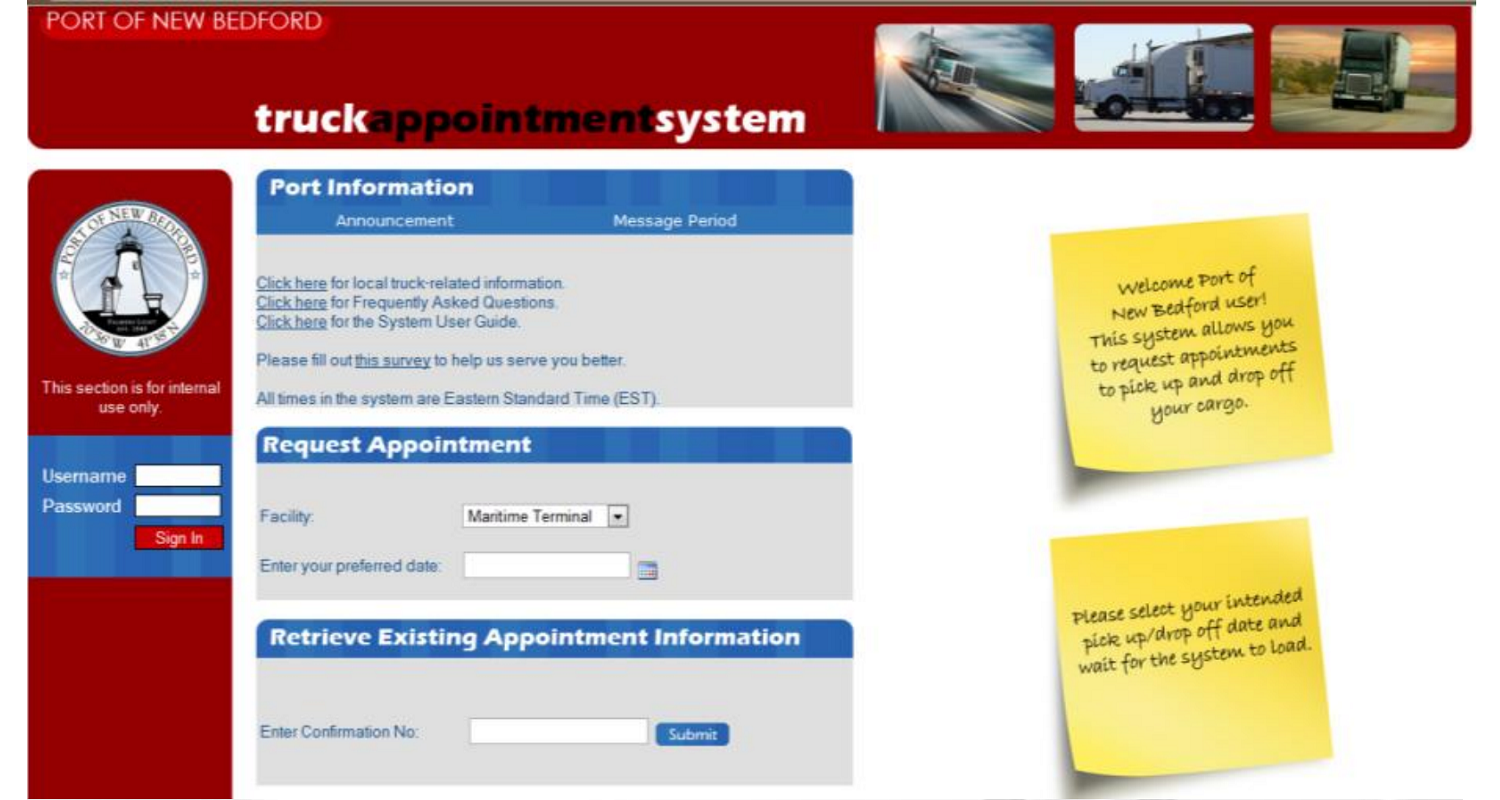 PORT OF NEW BEDFORD
truckappointmentsystem
PORT OF NEW BEDFORD
70°56'W 41°38'N
This section is for internal
use only.
Username
Password
Sign In
Port Information
Announcement Message Period
Click here for local truck-related information.
Click here for Frequently Asked Questions.
Click here for the System User Guide.
Please fill out this survey to help us serve you better.
All times in the system are Eastern Standard Time (EST).
Request Appointment
Facility: Maritime Terminal
Enter your preferred date:
Retrieve Existing Appointment Information
Enter Confirmation No: Submit
Welcome Port of
New Bedford user!
This system allows you
to request appointments
to pick up and drop off
your cargo.
Please select your intended
pick up/drop off date and
wait for the system to load.